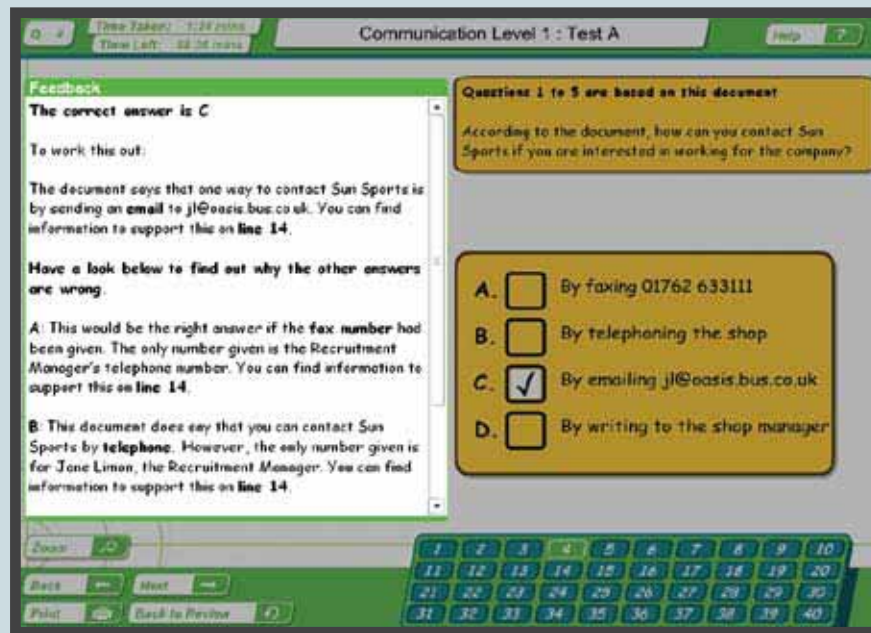 Q 4
Time Taken: 1:24 mins
Time Left: mins
Communication Level 1 : Test A
Help ?
Feedback
The correct answer is C
To work this out:
The document says that one way to contact Sun Sports is
by sending an email to jl@oasis.bus.co.uk. You can find
information to support this on line 14.
Have a look below to find out why the other answers
are wrong.
A: This would be the right answer if the fax number had
been given. The only number given is the Recruitment
Manager's telephone number. You can find information to
support this on line 14.
B: This document does say that you can contact Sun
Sports by telephone. However, the only number given is
for Jane Limon, the Recruitment Manager. You can find
information to support this on line 14.
Questions 1 to 5 are based on this document
According to the document, how can you contact Sun
Sports if you are interested in working for the company?
A. By faxing 01762 633111
B. By telephoning the shop
C. ✓ By emailing jl@oasis.bus.co.uk
D. By writing to the shop manager
Zoom
Back
Next
Print
Back to Review
1 2 3 4 5 6 7 8 9 10
11 12 13 14 15 16 17 18 19 20
21 22 23 24 25 26 27 28 29 30
31 32 33 34 35 36 37 38 39 40